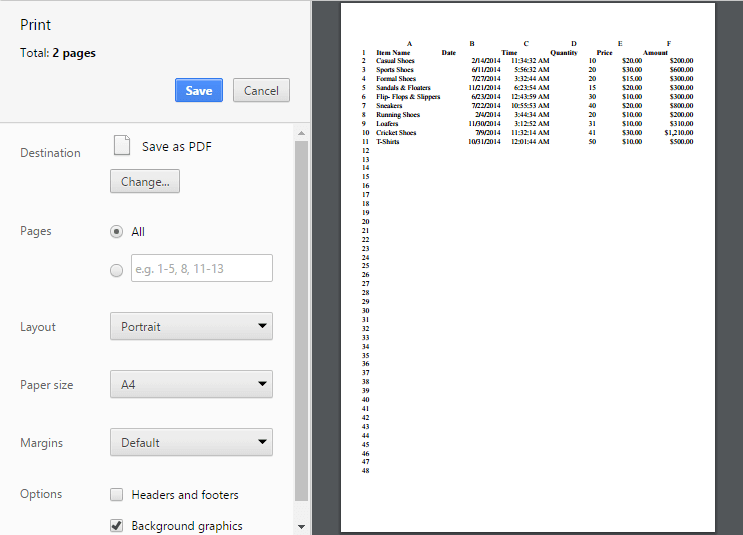 Print
Total: 2 pages
Save Cancel
Destination Save as PDF
Change...
Pages All
e.g. 1-5, 8, 11-13
Layout Portrait
Paper size A4
Margins Default
Options Headers and footers
Background graphics
A B C D E F
1 Item Name Date Time Quantity Price Amount
2 Casual Shoes 2/14/2014 11:34:32 AM 10 $20.00 $200.00
3 Sports Shoes 6/11/2014 5:56:32 AM 20 $30.00 $600.00
4 Formal Shoes 7/27/2014 3:32:44 AM 20 $15.00 $300.00
5 Sandals & Floaters 11/21/2014 6:23:54 AM 15 $20.00 $300.00
6 Flip- Flops & Slippers 6/23/2014 12:43:59 AM 30 $10.00 $300.00
7 Sneakers 7/22/2014 10:55:53 AM 40 $20.00 $800.00
8 Running Shoes 2/4/2014 3:44:34 AM 20 $10.00 $200.00
9 Loafers 11/30/2014 3:12:52 AM 31 $10.00 $310.00
10 Cricket Shoes 7/9/2014 11:32:14 AM 41 $30.00 $1,210.00
11 T-Shirts 10/31/2014 12:01:44 AM 50 $10.00 $500.00
12
13
14
15
16
17
18
19
20
21
22
23
24
25
26
27
28
29
30
31
32
33
34
35
36
37
38
39
40
41
42
43
44
45
46
47
48